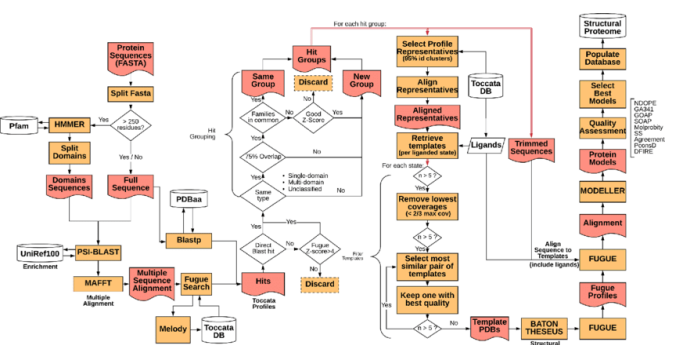 Protein
Sequences
(FASTA)
Split Fasta
> 250
residues?
Yes
Yes / No
Pfam
HMMER
Split
Domains
Domains
Sequences
Full
Sequence
PDBaa
Blastp
UniRef100
Enrichment
PSI-BLAST
MAFFT
Multiple
Alignment
Multiple
Sequence
Alignment
Fugue
Search
Melody
Toccata
DB
Hits
Toccata
Profiles
Direct
Blast hit
Yes
No
Fugue
Z-score>4
Yes
No
Discard
Hit
Grouping
Same
type
• Single-domain
• Multi-domain
• Unclassified
Yes
No
75% Overlap
Yes
No
Families
in common
Yes
No
Good
Z-Score
No
Yes
Discard
Same
Group
Hit
Groups
New
Group
For each hit group:
Select Profile
Representatives
(85% id clusters)
Align
Representatives
Aligned
Representatives
Retrieve
templates
(per liganded state)
Toccata
DB
Ligands
Trimmed
Sequences
For each state:
n > 5 ?
Yes
Remove lowest
coverages
(< 2/3 max cov)
n > 5 ?
Yes
Filter
Templates
Select most
similar pair of
templates
Keep one with
best quality
Yes
n > 5 ?
No
Template
PDBs
BATON
THESEUS
Structural
FUGUE
Fugue
Profiles
FUGUE
Align
Sequence to
Templates
(include ligands)
Alignment
MODELLER
Protein
Models
Quality
Assessment
NDOPE
GA341
GOAP
SOAP
Molprobity
SS
Agreement
PconsD
DFIRE
Select
Best
Models
Populate
Database
Structural
Proteome